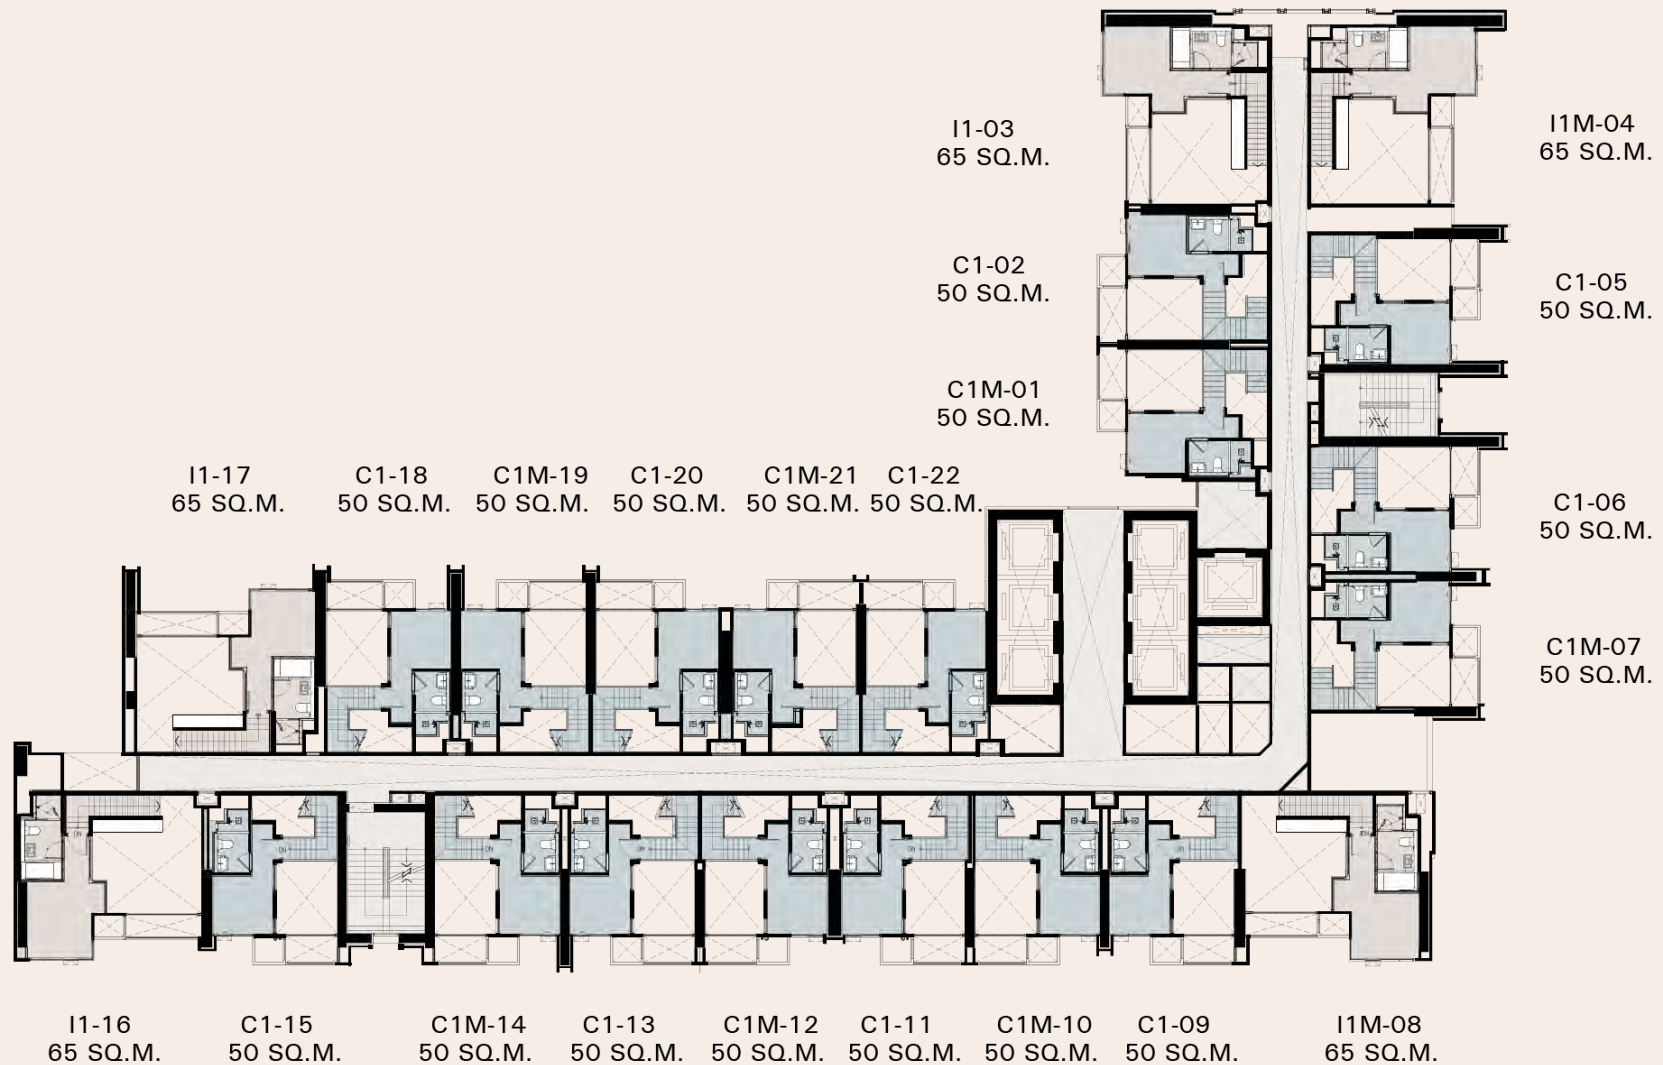 I1-03
65 SQ.M.
I1M-04
65 SQ.M.
C1-02
50 SQ.M.
C1-05
50 SQ.M.
C1M-01
50 SQ.M.
I1-17
65 SQ.M.
C1-18
50 SQ.M.
C1M-19
50 SQ.M.
C1-20
50 SQ.M.
C1M-21
50 SQ.M.
C1-22
50 SQ.M.
C1-06
50 SQ.M.
C1M-07
50 SQ.M.
I1-16
65 SQ.M.
C1-15
50 SQ.M.
C1M-14
50 SQ.M.
C1-13
50 SQ.M.
C1M-12
50 SQ.M.
C1-11
50 SQ.M.
C1M-10
50 SQ.M.
C1-09
50 SQ.M.
I1M-08
65 SQ.M.